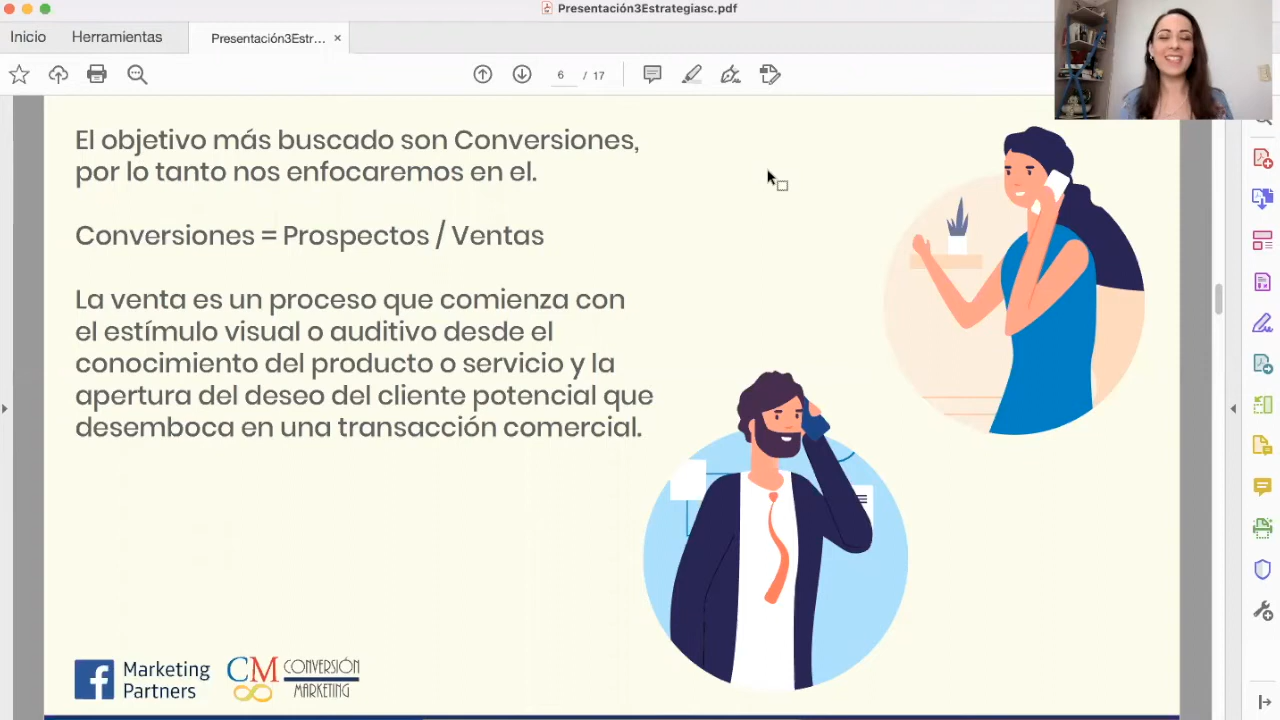 Presentación3Estrategiasc.pdf
Inicio
Herramientas
Presentación3Estr...
×
6 / 17
El objetivo más buscado son Conversiones,
por lo tanto nos enfocaremos en el.
Conversiones = Prospectos / Ventas
La venta es un proceso que comienza con
el estímulo visual o auditivo desde el
conocimiento del producto o servicio y la
apertura del deseo del cliente potencial que
desemboca en una transacción comercial.
f
Marketing
Partners
CM
CONVERSIÓN
MARKETING